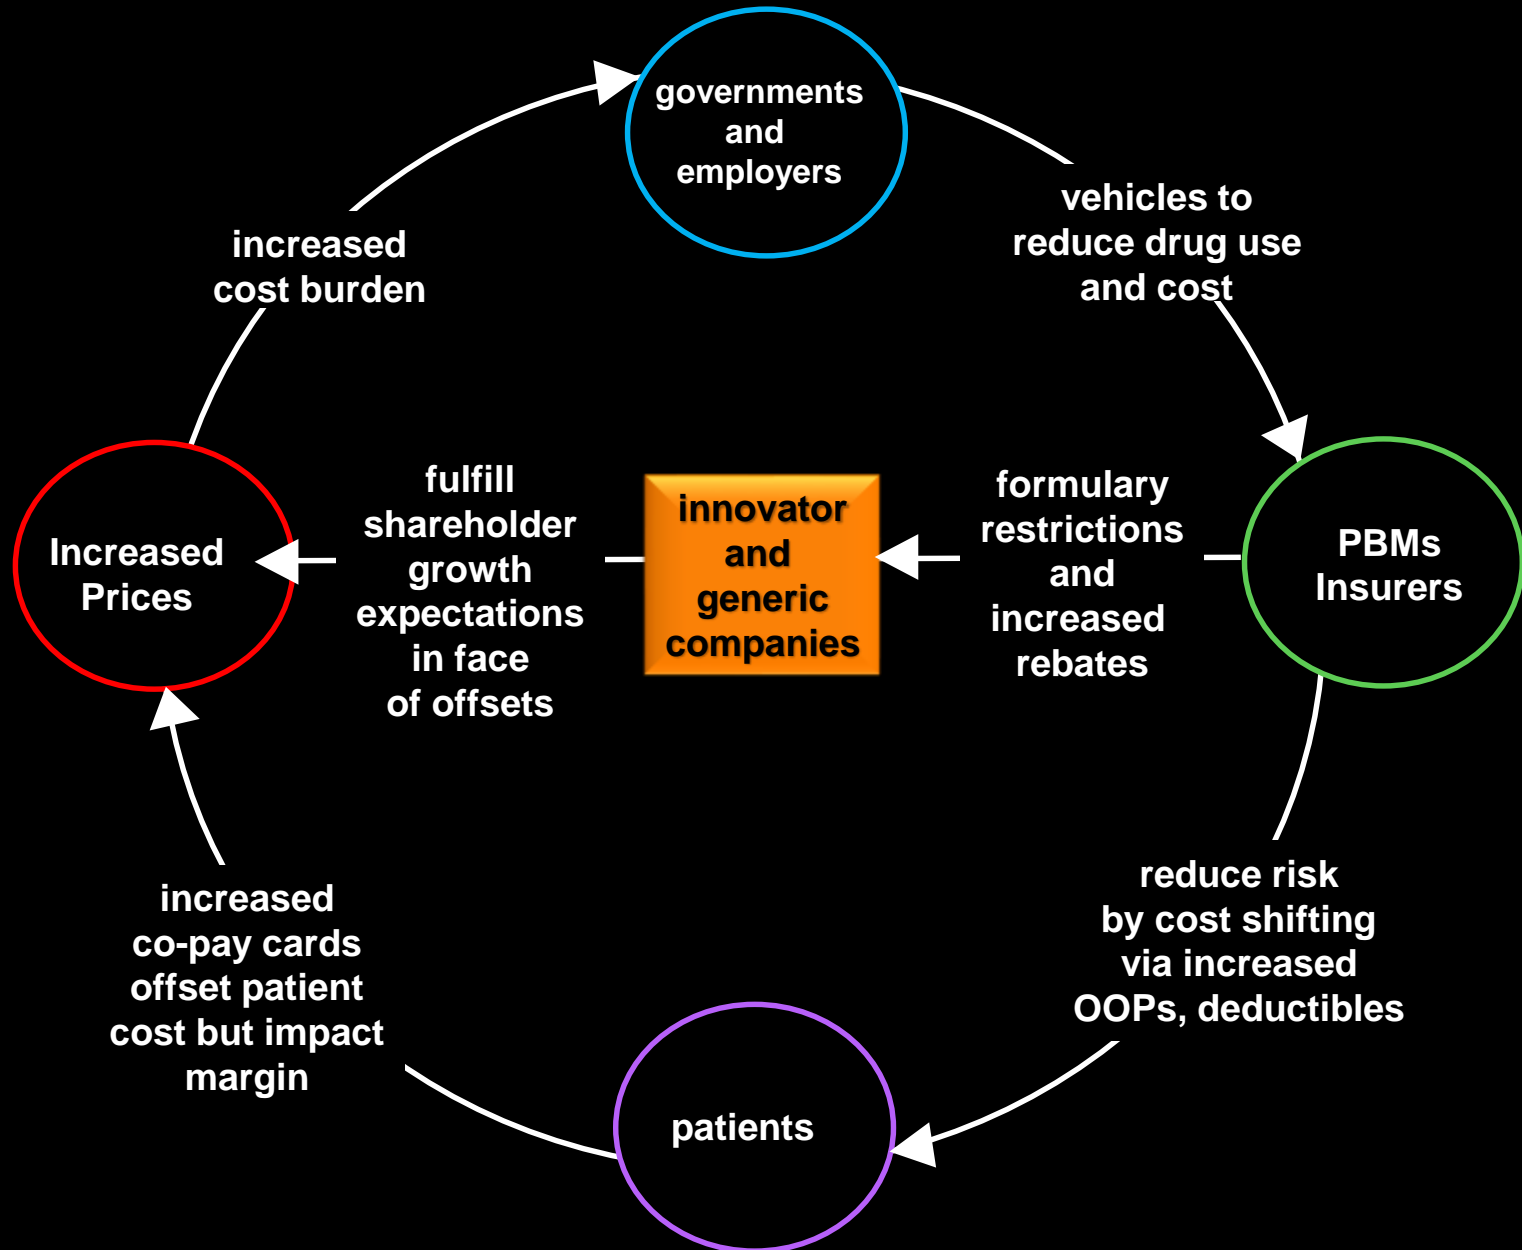 governments
and
employers
vehicles to
reduce drug use
and cost
increased
cost burden
fulfill
shareholder
growth
expectations
in face
of offsets
innovator
and
generic
companies
formulary
restrictions
and
increased
rebates
PBMs
Insurers
Increased
Prices
reduce risk
by cost shifting
via increased
OOPs, deductibles
increased
co-pay cards
offset patient
cost but impact
margin
patients